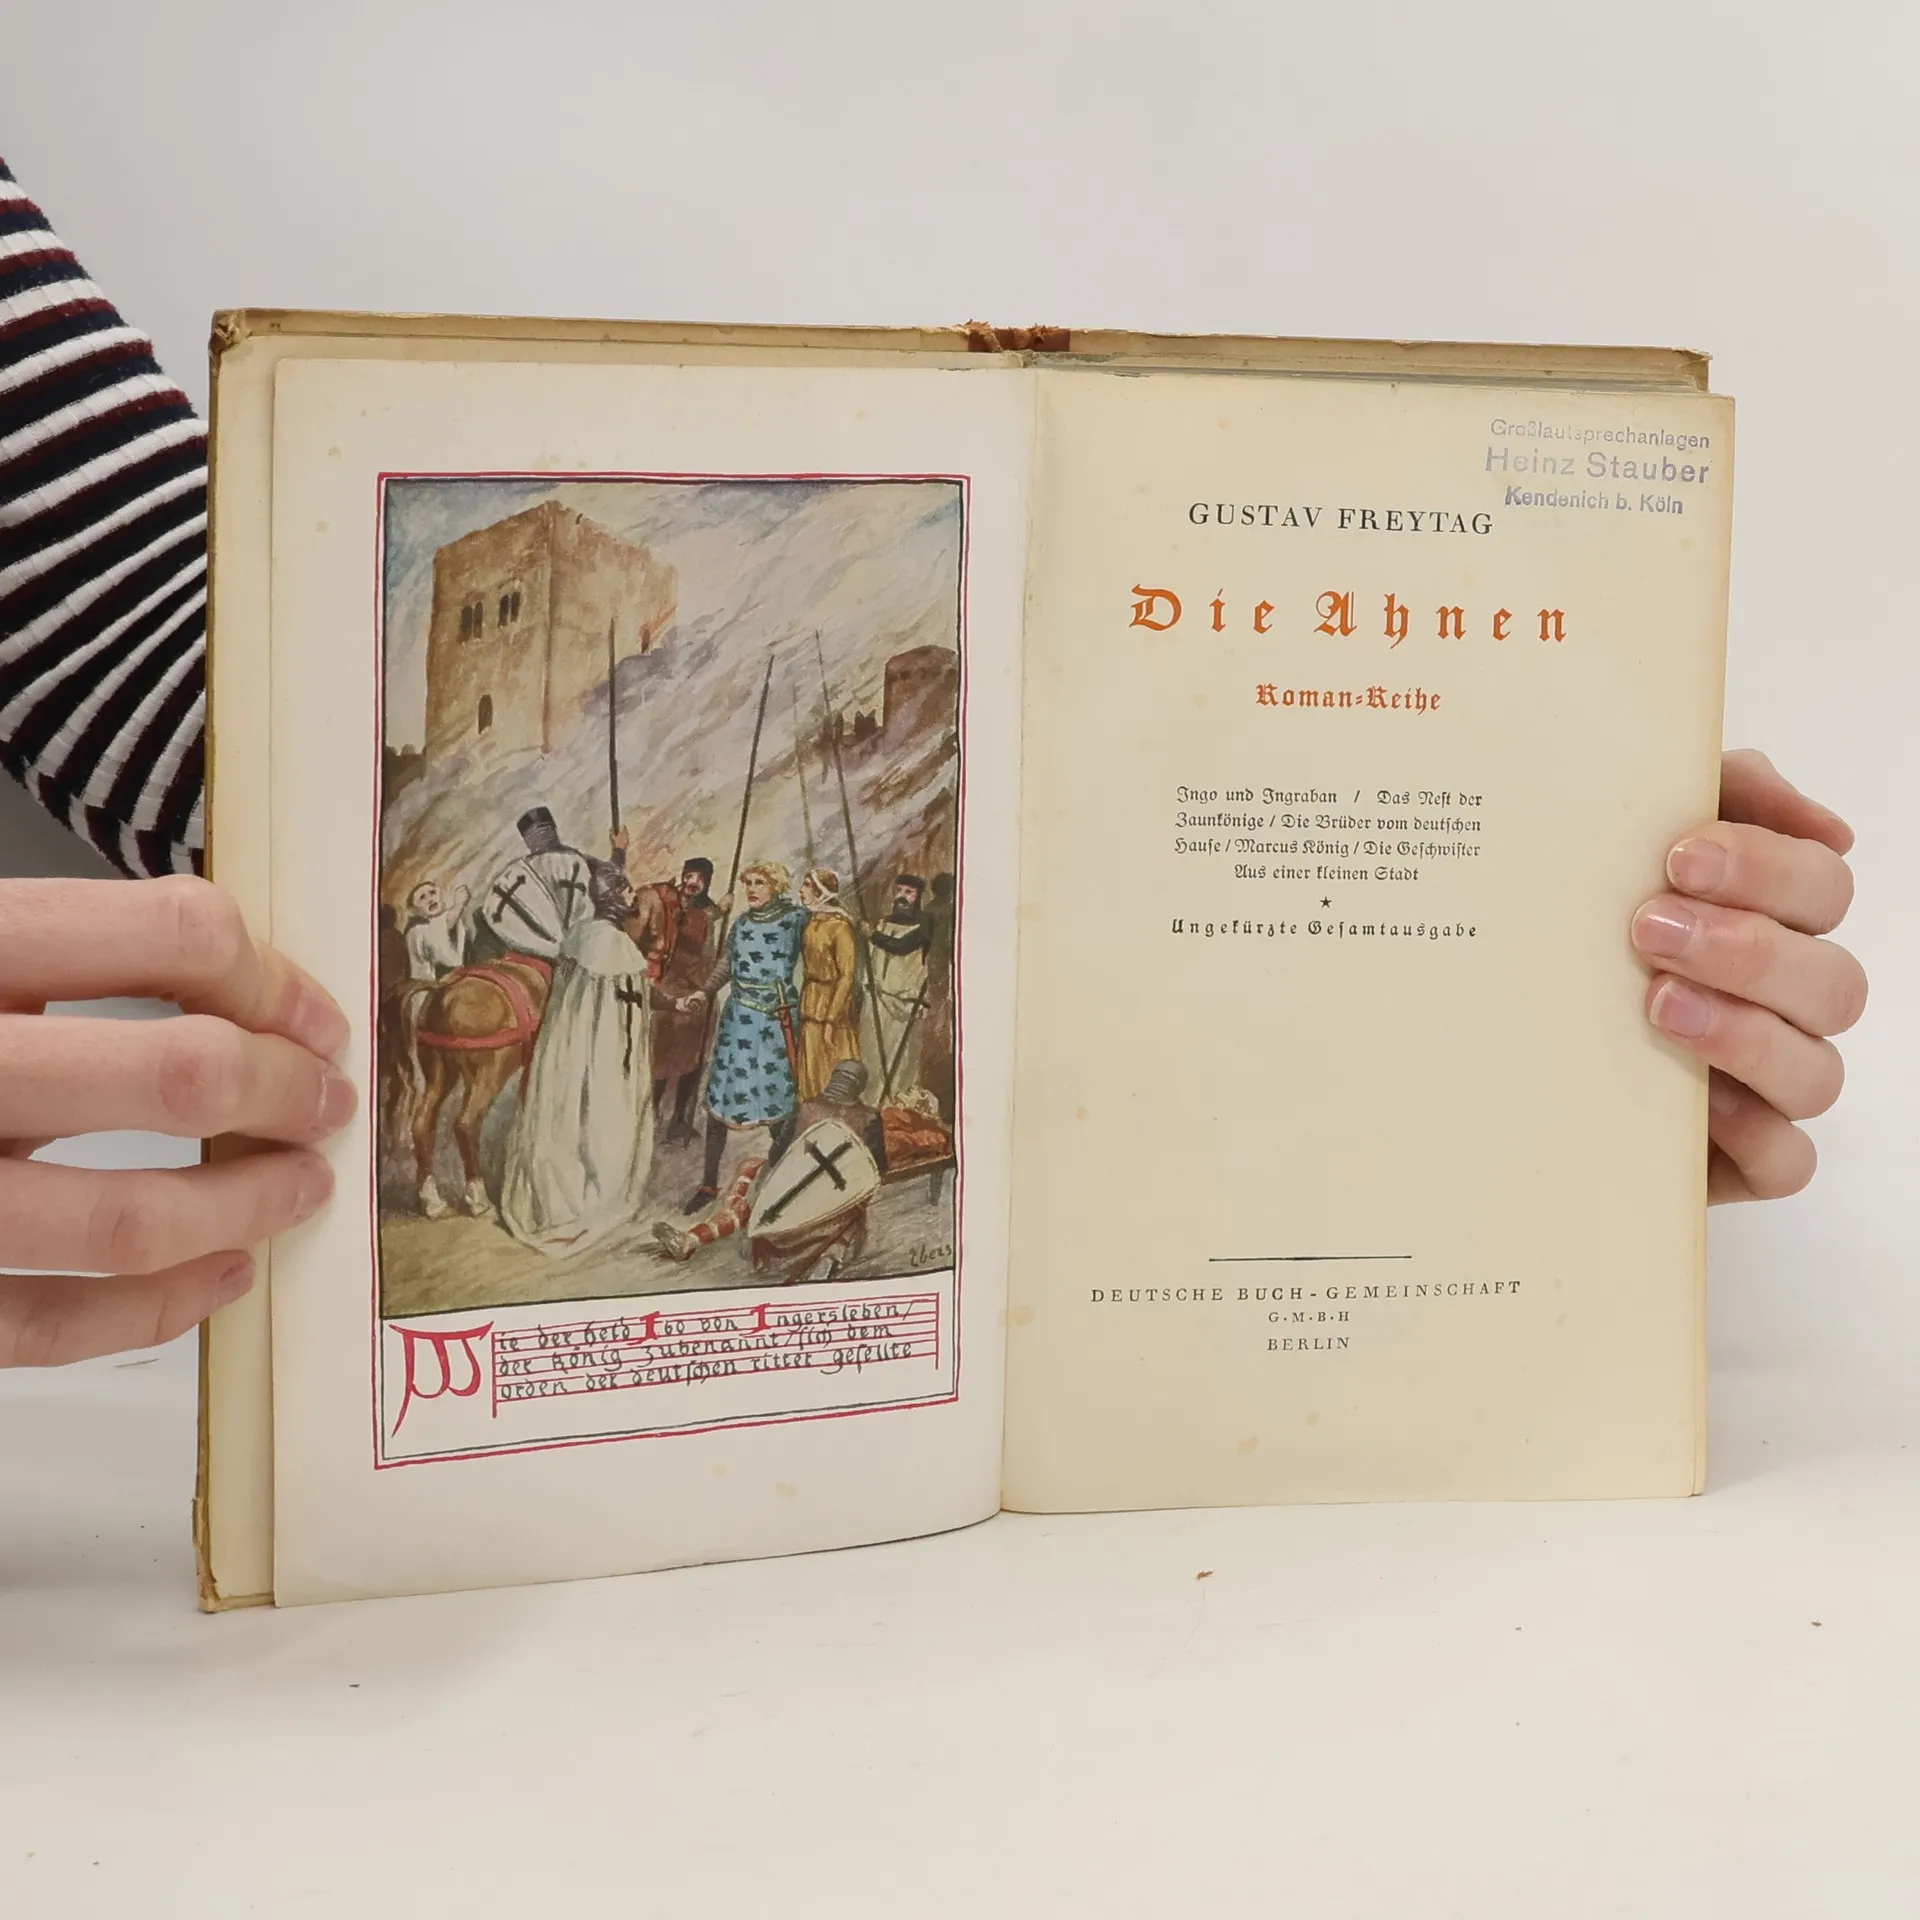 Wie der held Ibo von Ingersleben/
der König zubenannt/sich dem
orden der deutschen ritter gesellte
Ebers
Großlautsprechanlagen
Heinz Stauber
Kendenich b. Köln
GUSTAV FREYTAG
Die Ahnen
Roman-Reihe
Ingo und Ingraban / Das Nest der
Zaunkönige / Die Brüder vom deutschen
Hause / Marcus König / Die Geschwister
Aus einer kleinen Stadt
★
Ungekürzte Gesamtausgabe
DEUTSCHE BUCH-GEMEINSCHAFT
G·M·B·H
BERLIN